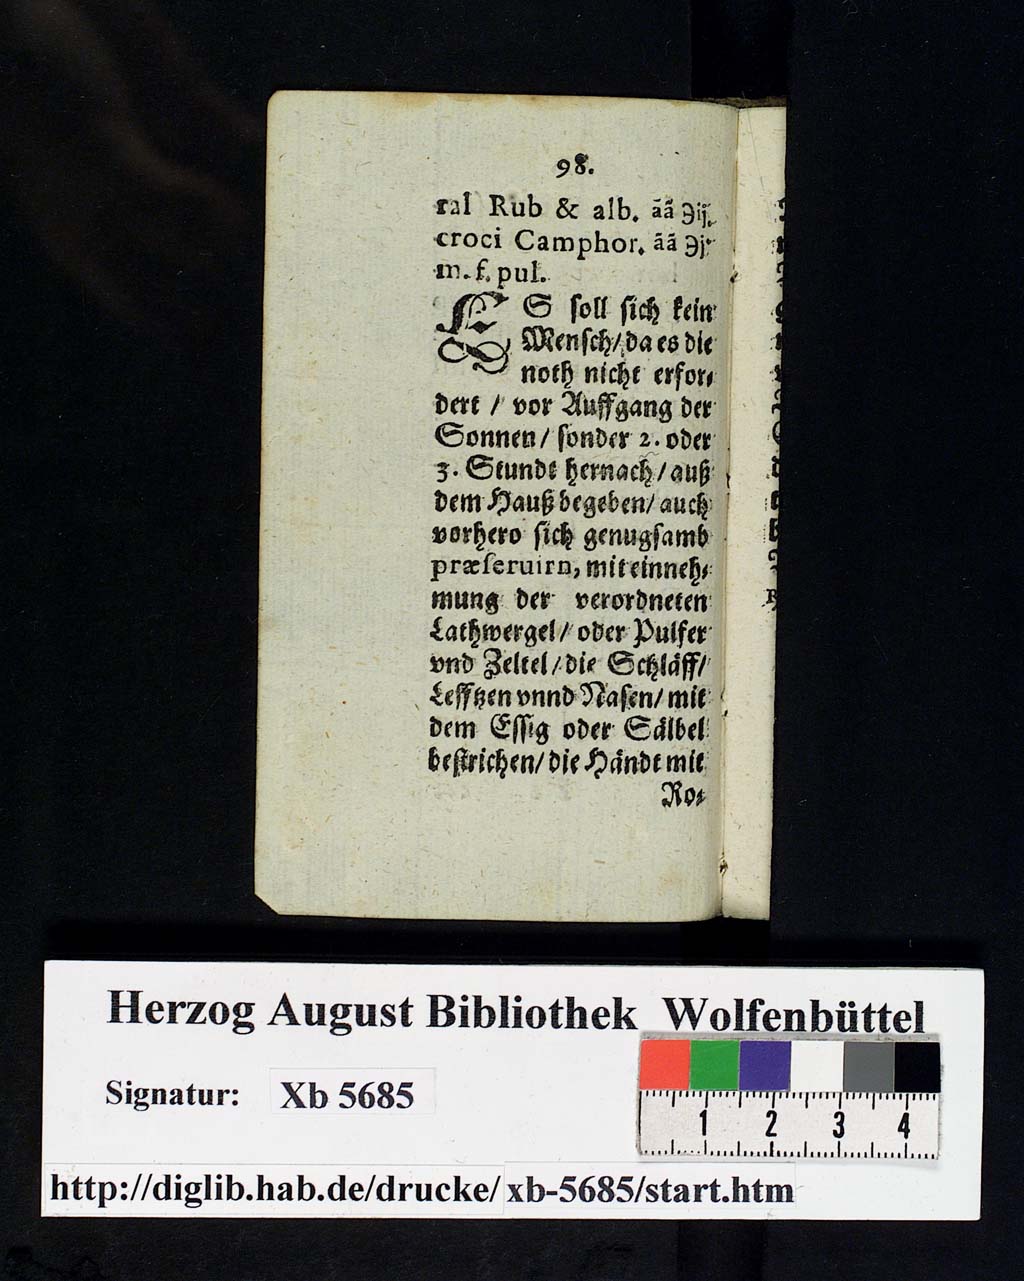 98.
ral Rub & alb. ãã ℈ij.
croci Camphor. ãã ℈j.
m. f. pul.
ES soll sich kein
Mensch / da es die
noth nicht erfor⸗
dert / vor Auffgang der
Sonnen / sonder 2. oder
3. Stundt hernach / auß
dem Hauß begeben / auch
vorhero sich genugsamb
præseruirn, mit einneh⸗
mung der verordneten
Lathwergel / oder Pulfer
vnd Zeltel / die Schläff /
Lefftzen vnnd Nasen / mit
dem Essig oder Sälbel
bestrichen / die Händt mit
Ro⸗
Herzog August Bibliothek Wolfenbüttel
Signatur: Xb 5685
1 2 3 4
http://diglib.hab.de/drucke/xb-5685/start.htm